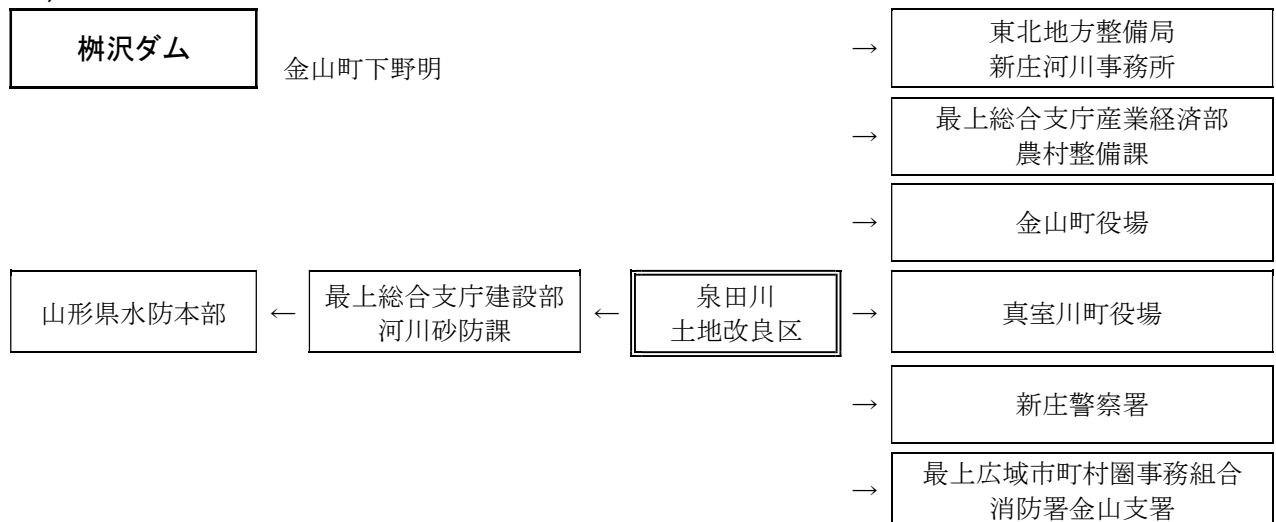 桝沢ダム
金山町下野明
→
東北地方整備局
新庄河川事務所
→
最上総合支庁産業経済部
農村整備課
→
金山町役場
山形県水防本部
←
最上総合支庁建設部
河川砂防課
←
泉田川
土地改良区
→
真室川町役場
→
新庄警察署
→
最上広域市町村圏事務組合
消防署金山支署